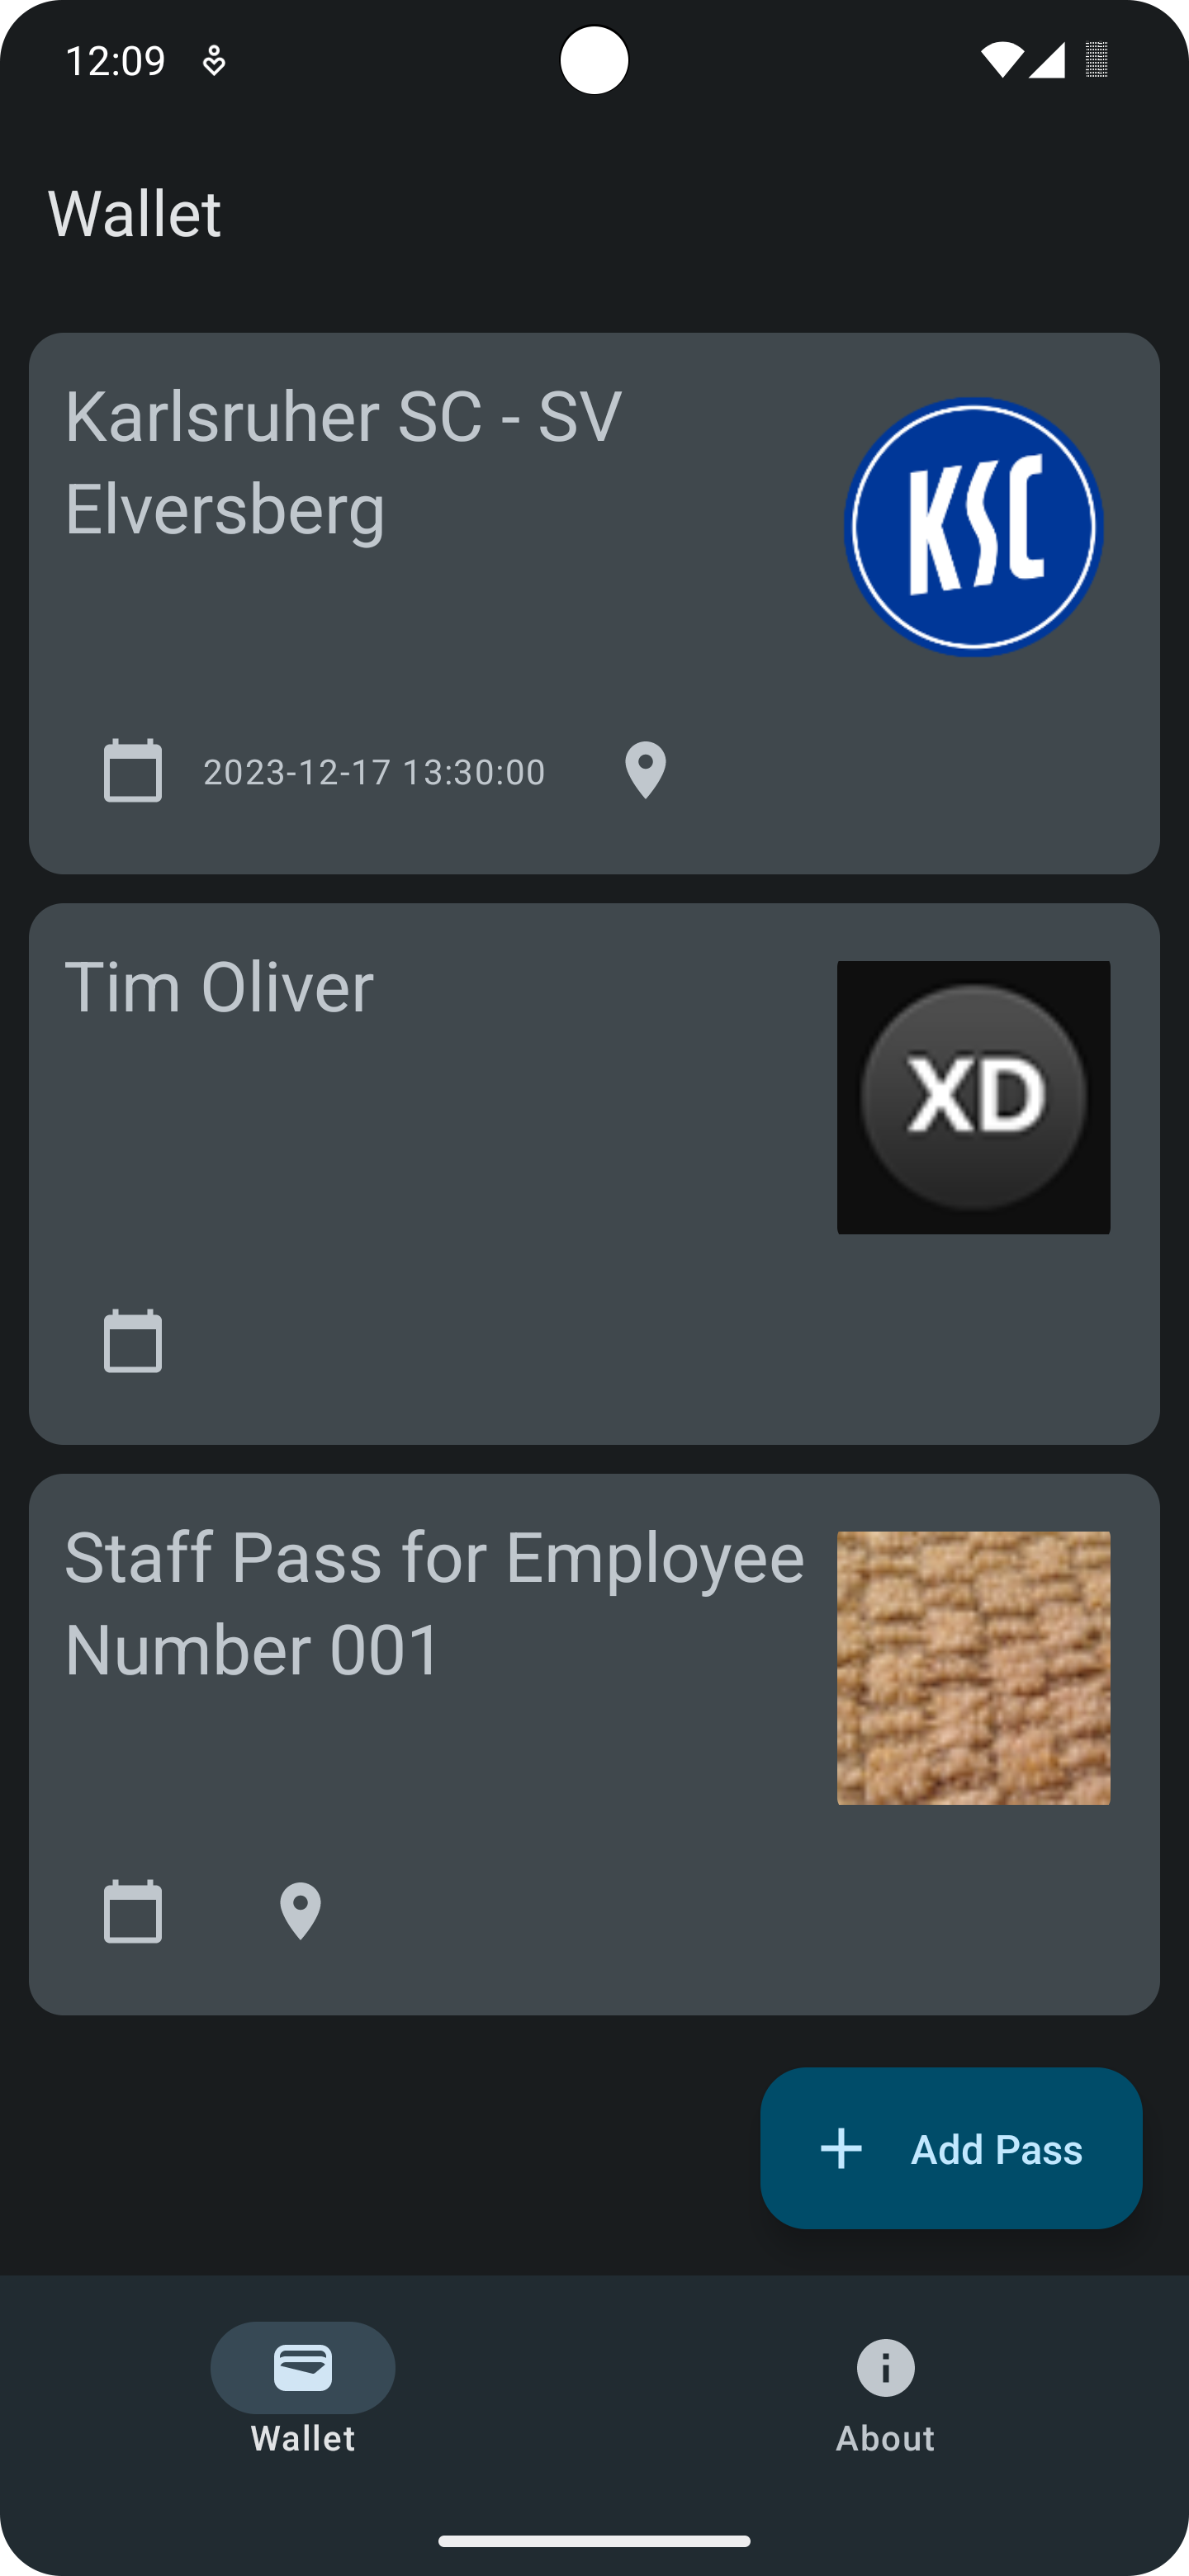 12:09
Wallet
Karlsruher SC - SV
Elversberg
KSC
2023-12-17 13:30:00
Tim Oliver
XD
Staff Pass for Employee
Number 001
Add Pass
Wallet
About